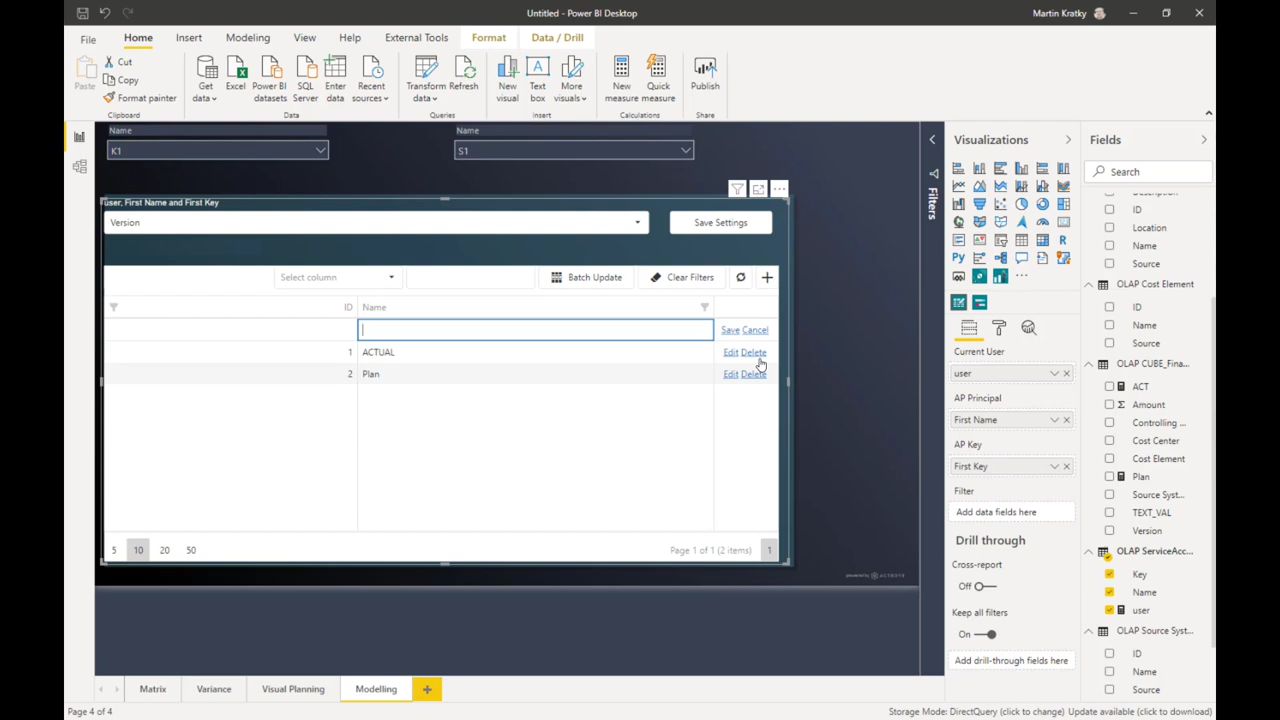 Untitled - Power BI Desktop
Martin Kratky
File
Home
Insert
Modeling
View
Help
External Tools
Format
Data / Drill
Paste
Cut
Copy
Format painter
Clipboard
Get data
Excel
Power BI datasets
SQL Server
Enter data
Recent sources
Data
Transform data
Refresh
Queries
New visual
Text box
More visuals
Insert
New measure
Quick measure
Calculations
Publish
Share
Name
K1
Name
S1
user, First Name and First Key
Version
Save Settings
Select column
Batch Update
Clear Filters
ID
Name
Save Cancel
1 ACTUAL Edit Delete
2 Plan Edit Delete
5 10 20 50
Page 1 of 1 (2 items) 1
powered by ACTERYS
Filters
Visualizations
R
Py
Current User
user
AP Principal
First Name
AP Key
First Key
Filter
Add data fields here
Drill through
Cross-report
Off
Keep all filters
On
Add drill-through fields here
Fields
Search
Description
ID
Location
Name
Source
OLAP Cost Element
ID
Name
Source
OLAP CUBE_Fina...
ACT
Σ Amount
Controlling ...
Cost Center
Cost Element
Plan
Source Syst...
TEXT_VAL
Version
OLAP ServiceAcc...
Key
Name
user
OLAP Source Syst...
ID
Name
Source
Matrix
Variance
Visual Planning
Modelling
Page 4 of 4
Storage Mode: DirectQuery (click to change)
Update available (click to download)